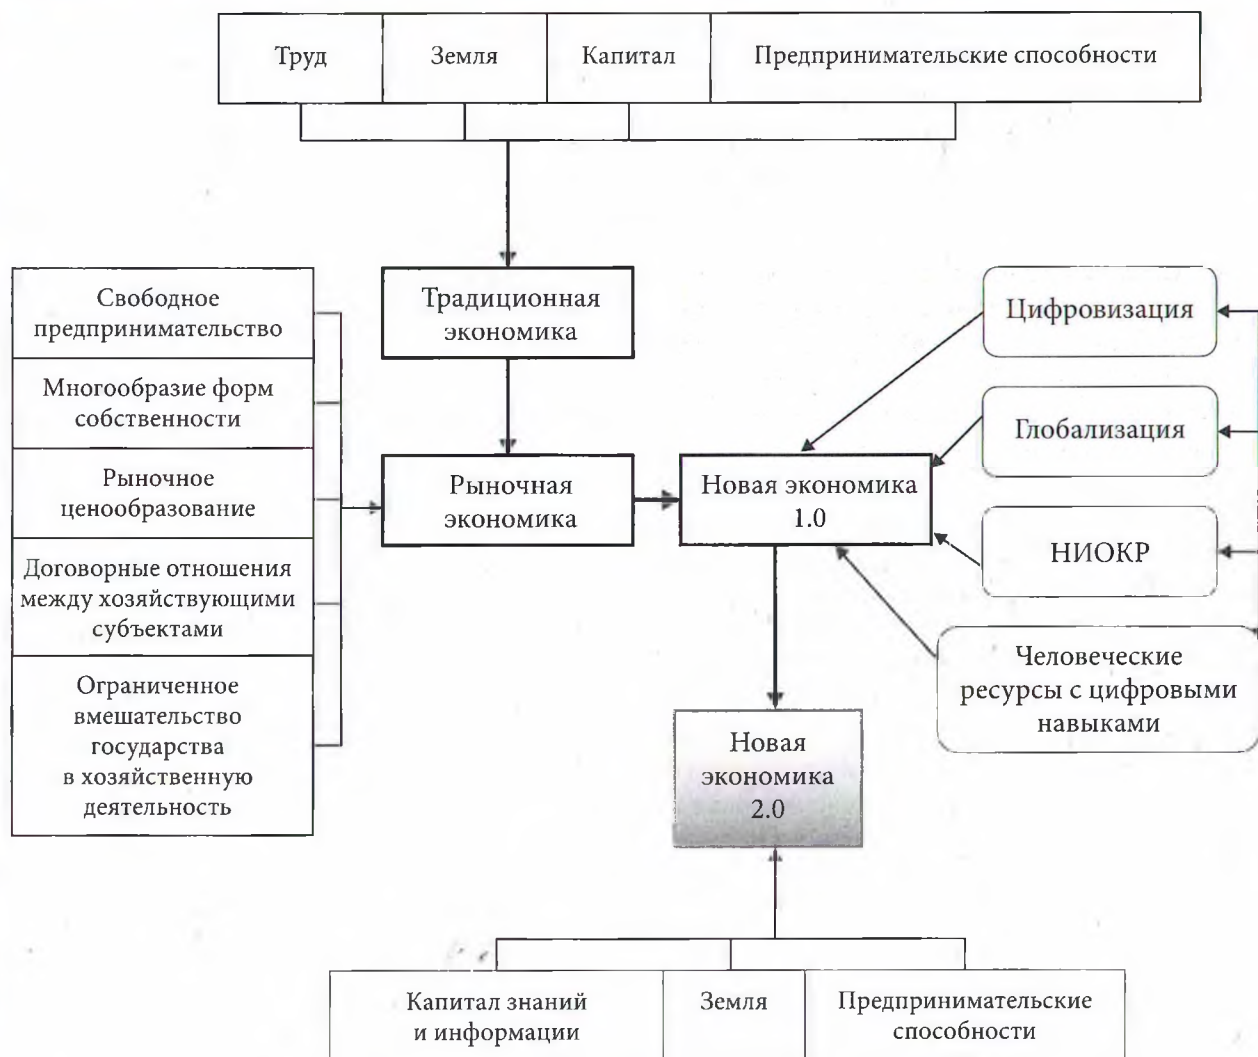 Труд
Земля
Капитал
Предпринимательские способности
Традиционная
экономика
Свободное
предпринимательство
Многообразие форм
собственности
Рыночное
ценообразование
Договорные отношения
между хозяйствующими
субъектами
Ограниченное
вмешательство
государства
в хозяйственную
деятельность
Рыночная
экономика
Новая экономика
1.0
Цифровизация
Глобализация
НИОКР
Человеческие
ресурсы с цифровыми
навыками
Новая
экономика
2.0
Капитал знаний
и информации
Земля
Предпринимательские
способности